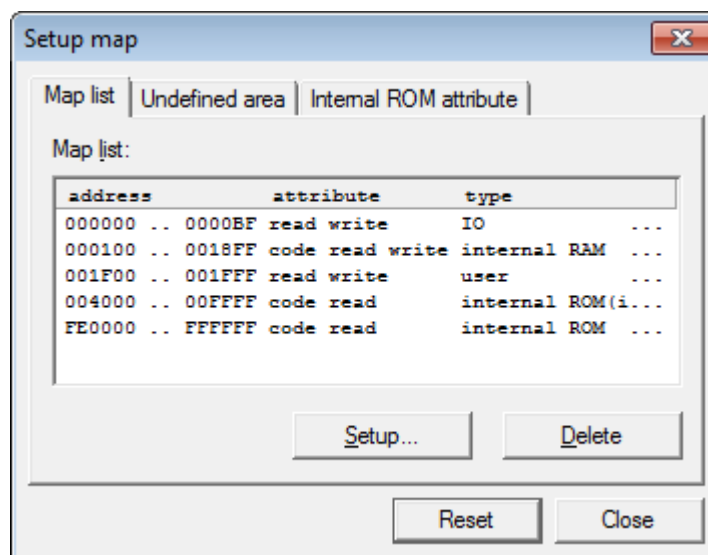 Setup map
Map list Undefined area Internal ROM attribute
Map list:
address attribute type
000000 .. 0000BF read write IO ...
000100 .. 0018FF code read write internal RAM ...
001F00 .. 001FFF read write user ...
004000 .. 00FFFF code read internal ROM(i...
FE0000 .. FFFFFF code read internal ROM ...
Setup... Delete
Reset Close